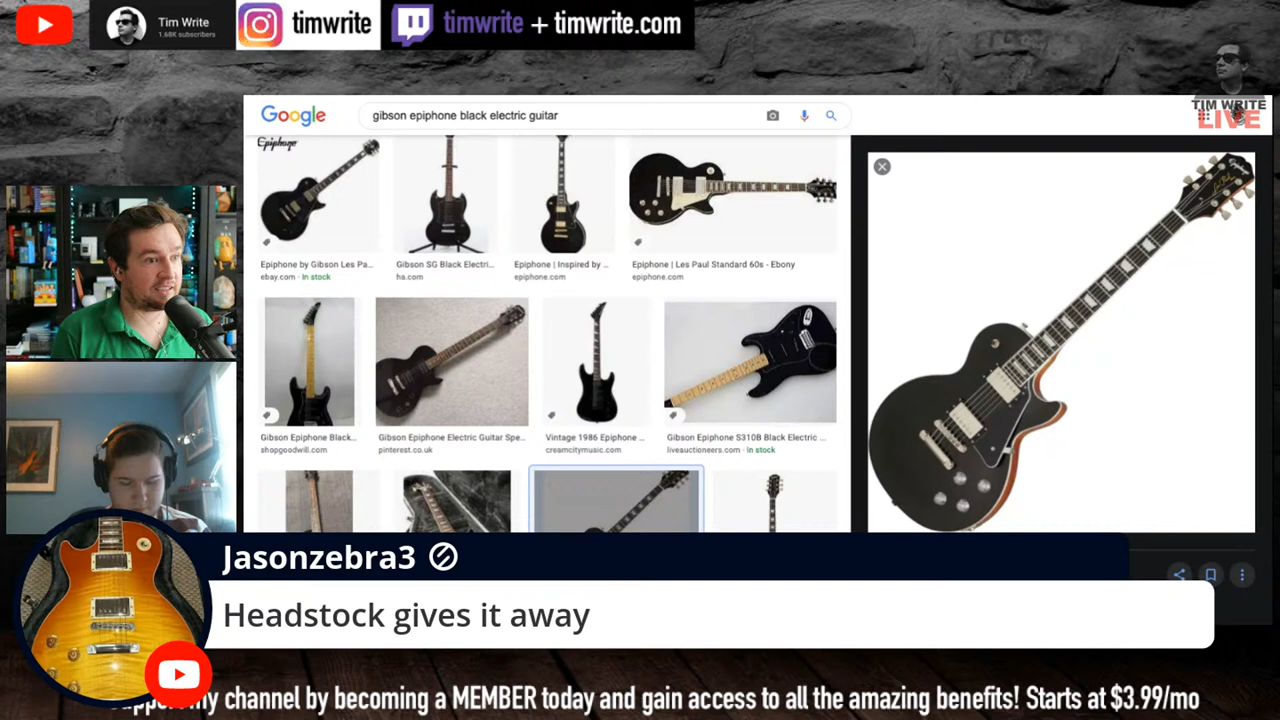 Tim Write
1.68K subscribers
timwrite
timwrite + timwrite.com
Google
gibson epiphone black electric guitar
TIM WRITE
LIVE
Epiphone
Epiphone by Gibson Les Pa...
ebay.com · In stock
Gibson SG Black Electri...
ha.com
Epiphone | Inspired by ...
epiphone.com
Epiphone | Les Paul Standard 60s - Ebony
epiphone.com
Gibson Epiphone Black...
shopgoodwill.com
Gibson Epiphone Electric Guitar Spe...
pinterest.co.uk
Vintage 1986 Epiphone ...
creamcitymusic.com
Gibson Epiphone S310B Black Electric ...
liveauctioneers.com · In stock
Epiphone
Jasonzebra3
Headstock gives it away
my channel by becoming a MEMBER today and gain access to all the amazing benefits! Starts at $3.99/mo